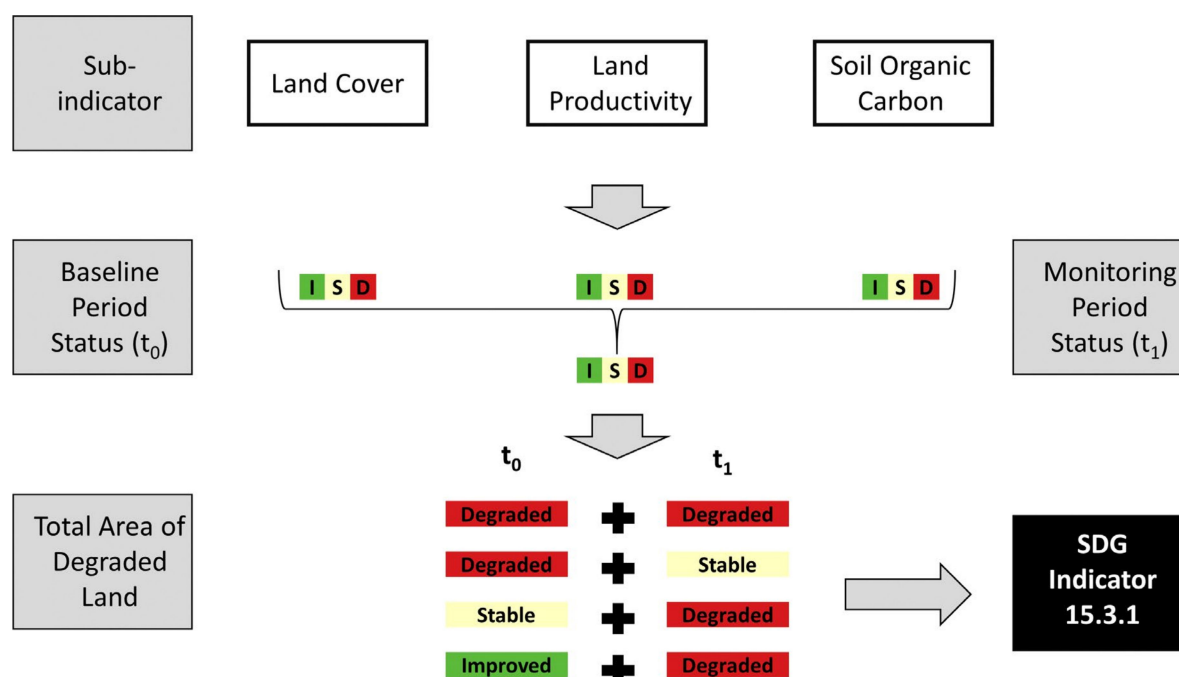 Sub-
indicator
Land Cover
Land
Productivity
Soil Organic
Carbon
Baseline
Period
Status (t₀)
I S D
I S D
I S D
Monitoring
Period
Status (t₁)
I S D
t₀
t₁
Total Area of
Degraded
Land
Degraded
Degraded
Degraded
Stable
Stable
Degraded
Improved
Degraded
SDG
Indicator
15.3.1